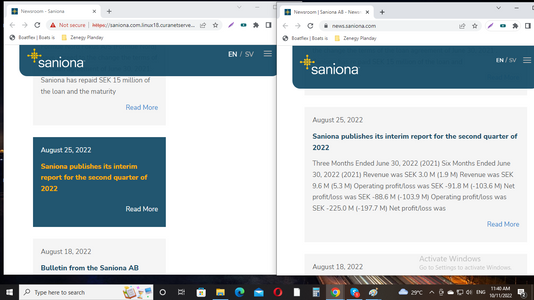 Newsroom - Saniona
Not secure
https://saniona.com.linux18.curanetserve...
Boatflex | Boats is
Zenegy Planday
saniona
EN / SV
Saniona has repaid SEK 15 million of
the loan and the maturity
Read More
August 25, 2022
Saniona publishes its interim
report for the second quarter of
2022
Read More
August 18, 2022
Bulletin from the Saniona AB
Newsroom | Saniona AB - News
news.saniona.com
Boatflex | Boats is
Zenegy Planday
saniona
EN / SV
August 25, 2022
Saniona publishes its interim report for the second quarter of
2022
Three Months Ended June 30, 2022 (2021) Six Months Ended June
30, 2022 (2021) Revenue was SEK 3.0 M (1.9 M) Revenue was SEK
9.6 M (5.3 M) Operating profit/loss was SEK -91.8 M (-103.6 M) Net
profit/loss was SEK -88.6 M (-103.9 M) Operating profit/loss was
SEK -225.0 M (-197.7 M) Net profit/loss was
Read More
August 18, 2022
Activate Windows
Go to Settings to activate Windows.
Type here to search
29°C
ENG
11:40 AM
10/11/2022